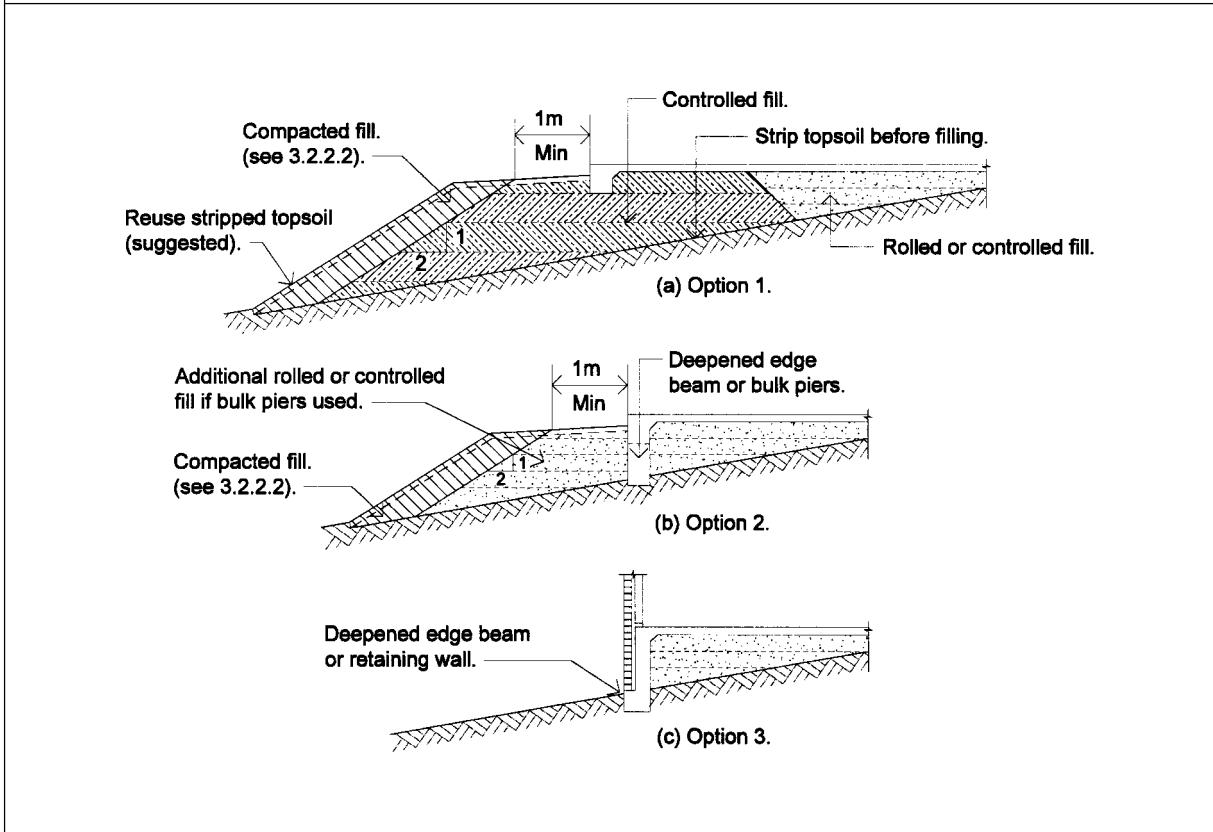 Controlled fill.
1m
Min
Compacted fill.
(see 3.2.2.2).
Strip topsoil before filling.
Reuse stripped topsoil
(suggested).
1
2
Rolled or controlled fill.
(a) Option 1.
Additional rolled or controlled
fill if bulk piers used.
1m
Min
Deepened edge
beam or bulk piers.
Compacted fill.
(see 3.2.2.2).
1
2
(b) Option 2.
Deepened edge beam
or retaining wall.
(c) Option 3.